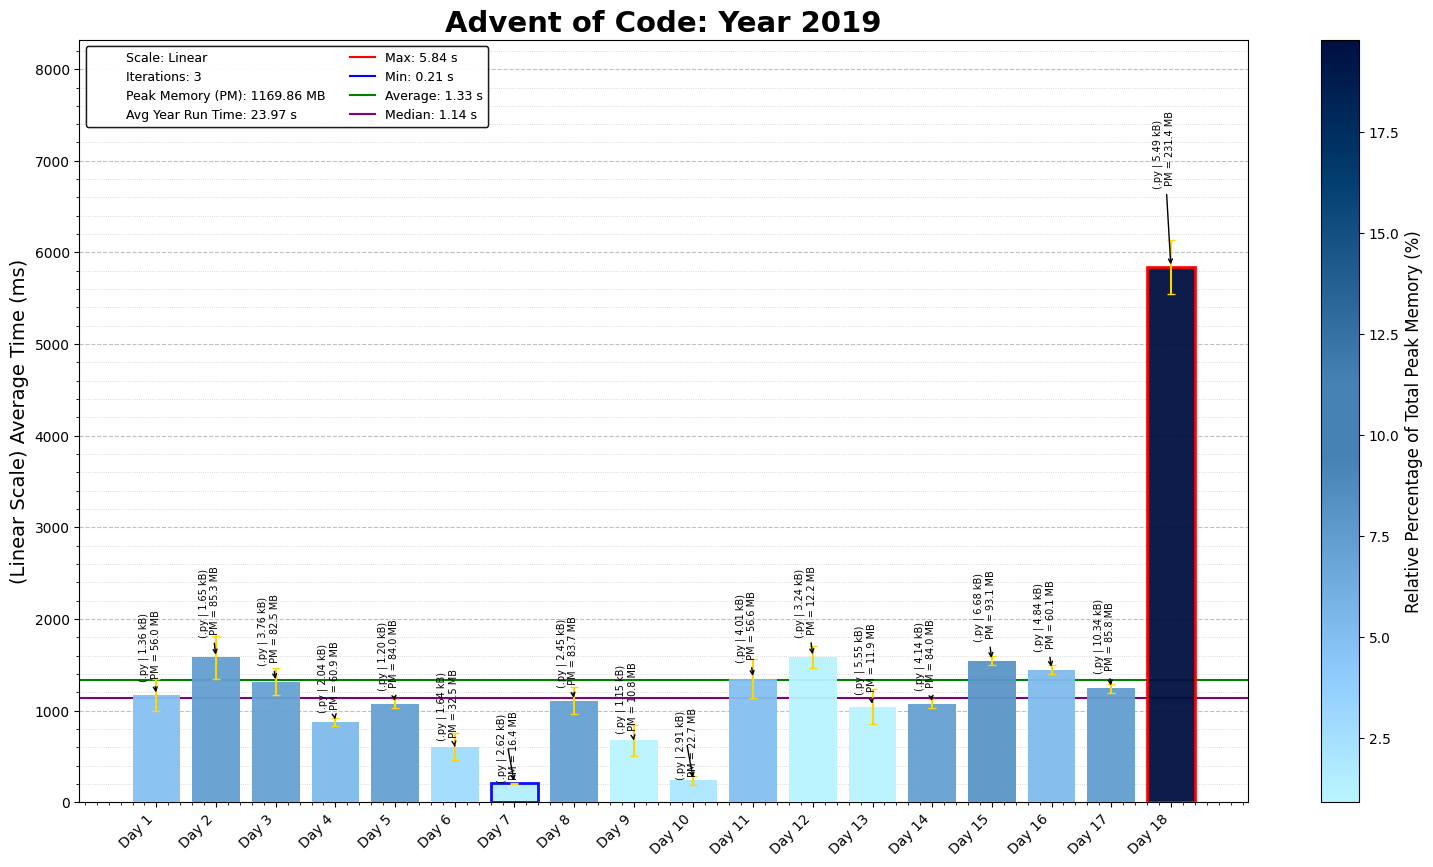 Advent of Code: Year 2019
Scale: Linear
Iterations: 3
Peak Memory (PM): 1169.86 MB
Avg Year Run Time: 23.97 s
Max: 5.84 s
Min: 0.21 s
Average: 1.33 s
Median: 1.14 s
(Linear Scale) Average Time (ms)
8000
7000
6000
5000
4000
3000
2000
1000
0
(.py | 1.36 kB)
PM = 56.0 MB
(.py | 1.65 kB)
PM = 85.3 MB
(.py | 3.76 kB)
PM = 82.5 MB
(.py | 2.04 kB)
PM = 60.9 MB
(.py | 1.20 kB)
PM = 84.0 MB
(.py | 1.64 kB)
PM = 32.5 MB
(.py | 2.62 kB)
PM = 16.4 MB
(.py | 2.45 kB)
PM = 83.7 MB
(.py | 1.15 kB)
PM = 10.8 MB
(.py | 2.91 kB)
PM = 22.7 MB
(.py | 4.01 kB)
PM = 56.6 MB
(.py | 3.24 kB)
PM = 12.2 MB
(.py | 5.55 kB)
PM = 11.9 MB
(.py | 4.14 kB)
PM = 84.0 MB
(.py | 6.68 kB)
PM = 93.1 MB
(.py | 4.84 kB)
PM = 60.1 MB
(.py | 10.34 kB)
PM = 85.8 MB
(.py | 5.49 kB)
PM = 231.4 MB
Day 1
Day 2
Day 3
Day 4
Day 5
Day 6
Day 7
Day 8
Day 9
Day 10
Day 11
Day 12
Day 13
Day 14
Day 15
Day 16
Day 17
Day 18
17.5
15.0
12.5
10.0
7.5
5.0
2.5
Relative Percentage of Total Peak Memory (%)